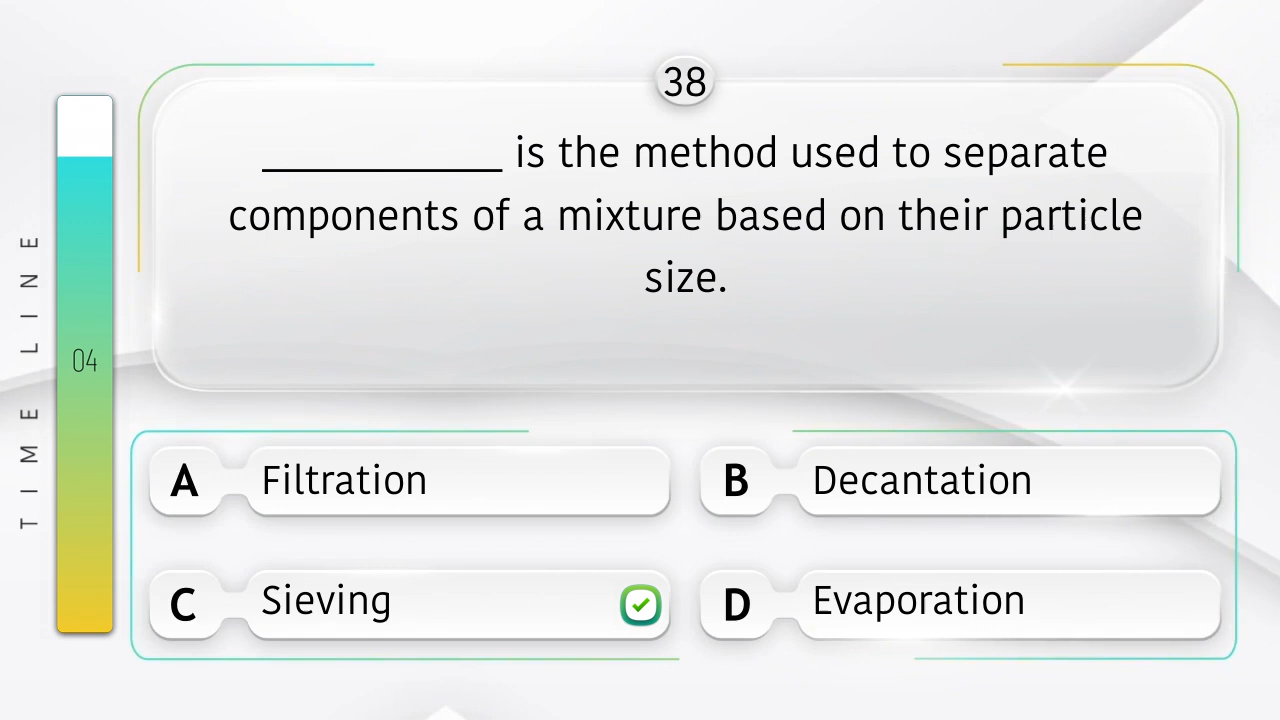 38
__________ is the method used to separate
components of a mixture based on their particle
size.
TIME LINE
04
A Filtration
B Decantation
C Sieving
D Evaporation